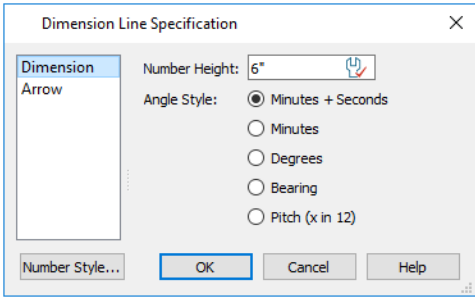 Dimension Line Specification
Dimension
Arrow
Number Height: 6"
Angle Style: Minutes + Seconds
Minutes
Degrees
Bearing
Pitch (x in 12)
Number Style... OK Cancel Help